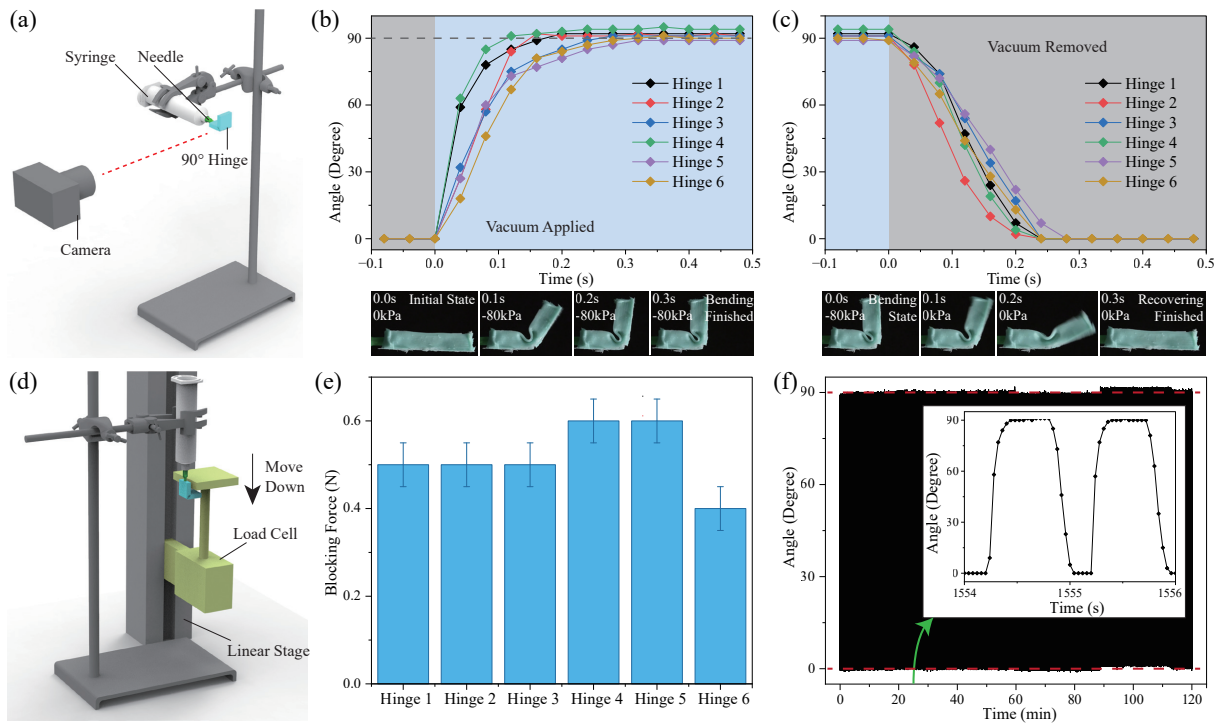 (a)
Syringe
Needle
90° Hinge
Camera
(b)
Angle (Degree)
90
60
30
0
Hinge 1
Hinge 2
Hinge 3
Hinge 4
Hinge 5
Hinge 6
Vacuum Applied
−0.1 0.0 0.1 0.2 0.3 0.4 0.5
Time (s)
0.0s Initial State
0kPa
0.1s
-80kPa
0.2s
-80kPa
0.3s Bending
-80kPa Finished
(c)
Angle (Degree)
90
60
30
0
Vacuum Removed
Hinge 1
Hinge 2
Hinge 3
Hinge 4
Hinge 5
Hinge 6
−0.1 0.0 0.1 0.2 0.3 0.4 0.5
Time (s)
0.0s Bending
-80kPa State
0.1s
0kPa
0.2s
0kPa
0.3s Recovering
0kPa Finished
(d)
Move
Down
Load Cell
Linear Stage
(e)
Blocking Force (N)
0.6
0.4
0.2
0.0
Hinge 1 Hinge 2 Hinge 3 Hinge 4 Hinge 5 Hinge 6
(f)
Angle (Degree)
90
60
30
0
Angle (Degree)
90
60
30
0
1554 1555 1556
Time (s)
0 20 40 60 80 100 120
Time (min)